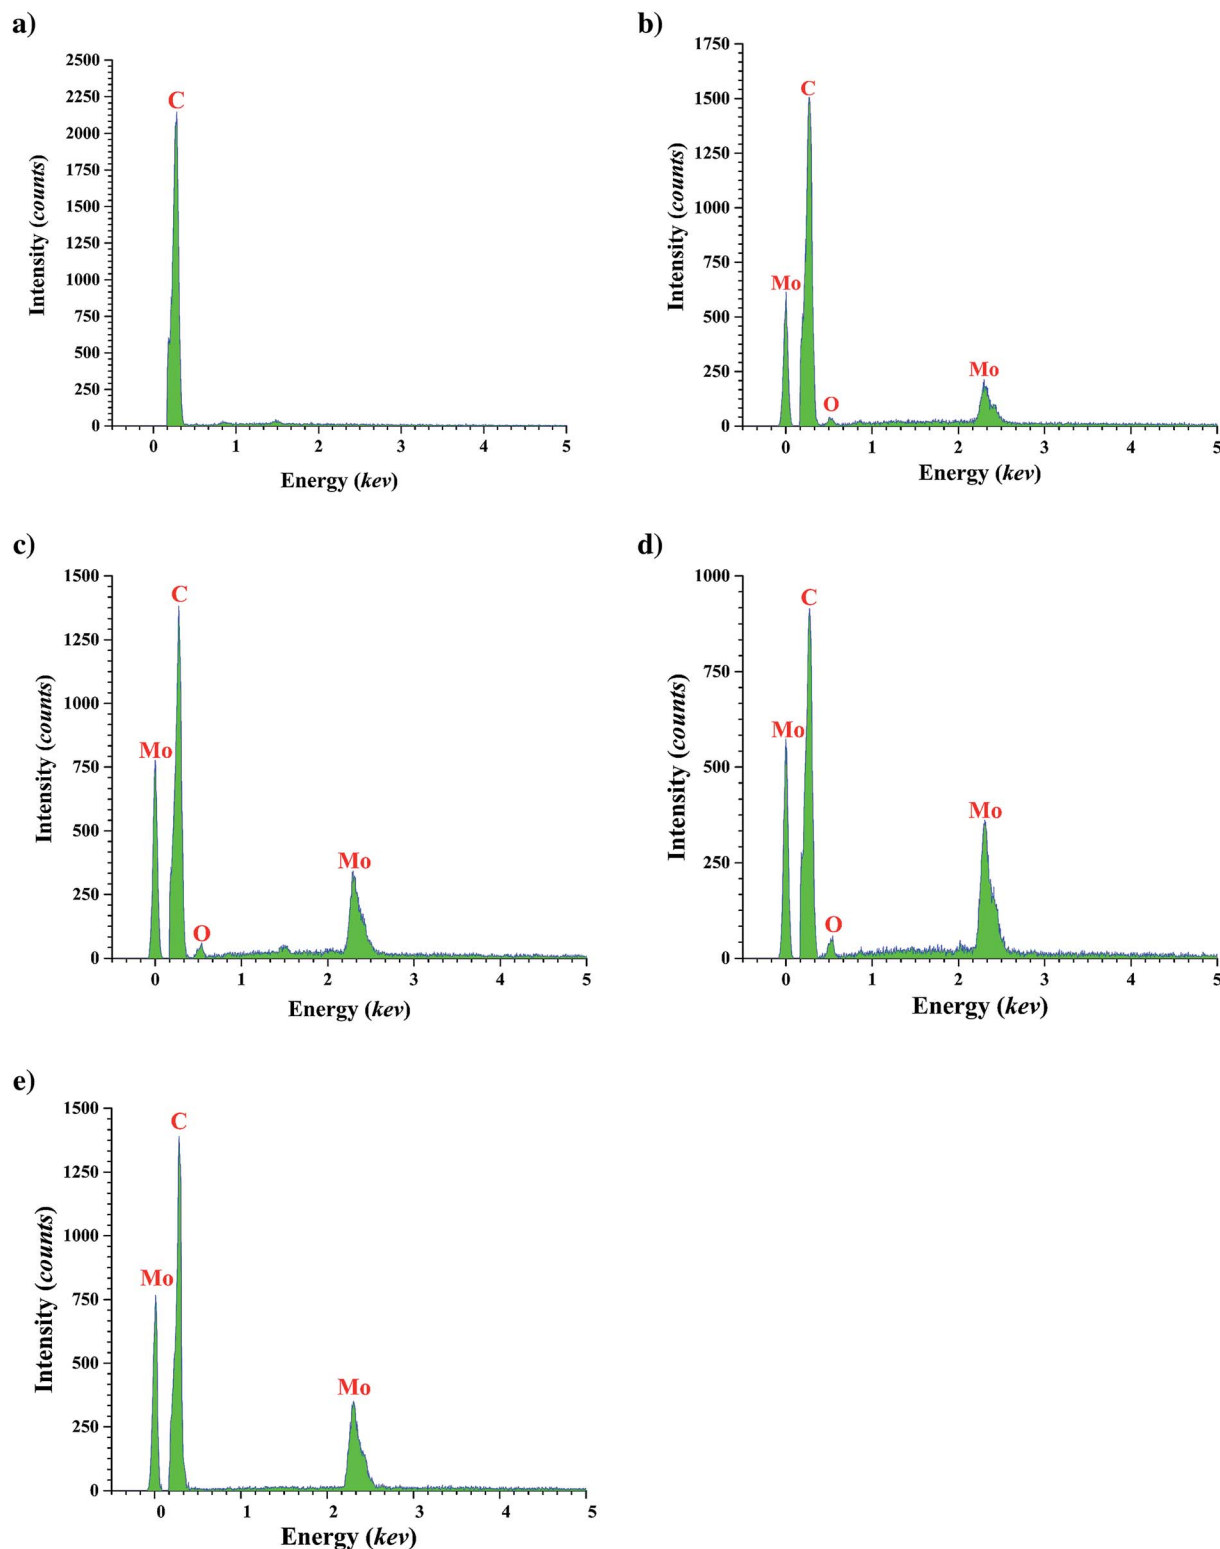 a)
2500
2250
2000
1750
1500
1250
1000
750
500
250
0
Intensity (counts)
C
0 1 2 3 4 5
Energy (kev)
b)
1750
1500
1250
1000
750
500
250
0
Intensity (counts)
C
Mo
O
Mo
0 1 2 3 4 5
Energy (kev)
c)
1500
1250
1000
750
500
250
0
Intensity (counts)
C
Mo
O
Mo
0 1 2 3 4 5
Energy (kev)
d)
1000
750
500
250
0
Intensity (counts)
C
Mo
O
Mo
0 1 2 3 4 5
Energy (kev)
e)
1500
1250
1000
750
500
250
0
Intensity (counts)
C
Mo
Mo
0 1 2 3 4 5
Energy (kev)